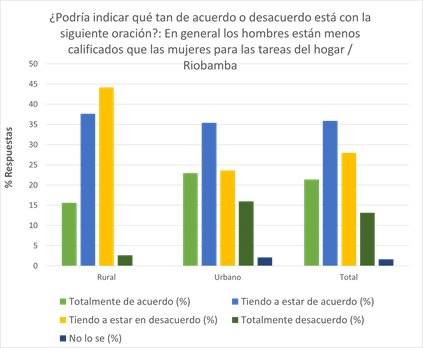 ¿Podría indicar qué tan de acuerdo o desacuerdo está con la
siguiente oración?: En general los hombres están menos
calificados que las mujeres para las tareas del hogar /
Riobamba
50
45
40
35
30
25
20
15
10
5
0
% Respuestas
Rural
Urbano
Total
Totalmente de acuerdo (%)
Tiendo a estar de acuerdo (%)
Tiendo a estar en desacuerdo (%)
Totalmente desacuerdo (%)
No lo se (%)